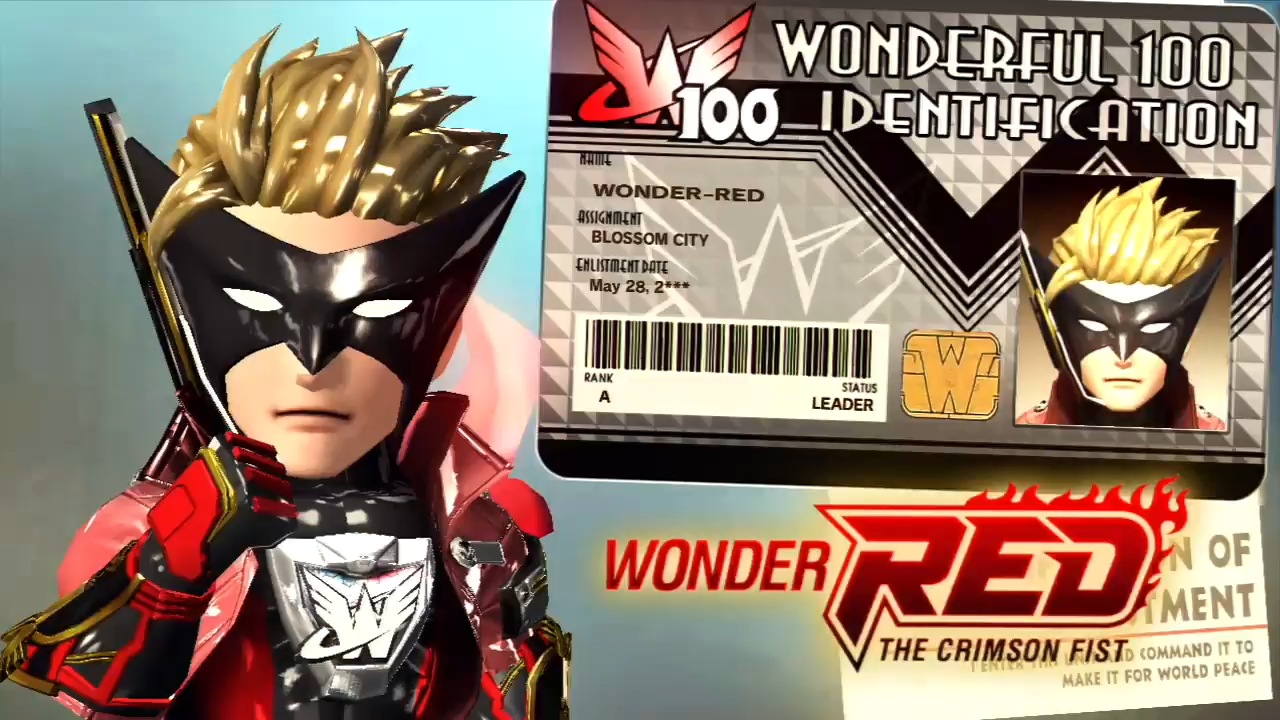 WONDERFUL 100
IDENTIFICATION
W
100
NAME
WONDER-RED
ASSIGNMENT
BLOSSOM CITY
ENLISTMENT DATE
May 28, 2***
RANK
A
STATUS
LEADER
WONDER RED
THE CRIMSON FIST
N OF
TMENT
D COMMAND IT TO
MAKE IT FOR WORLD PEACE